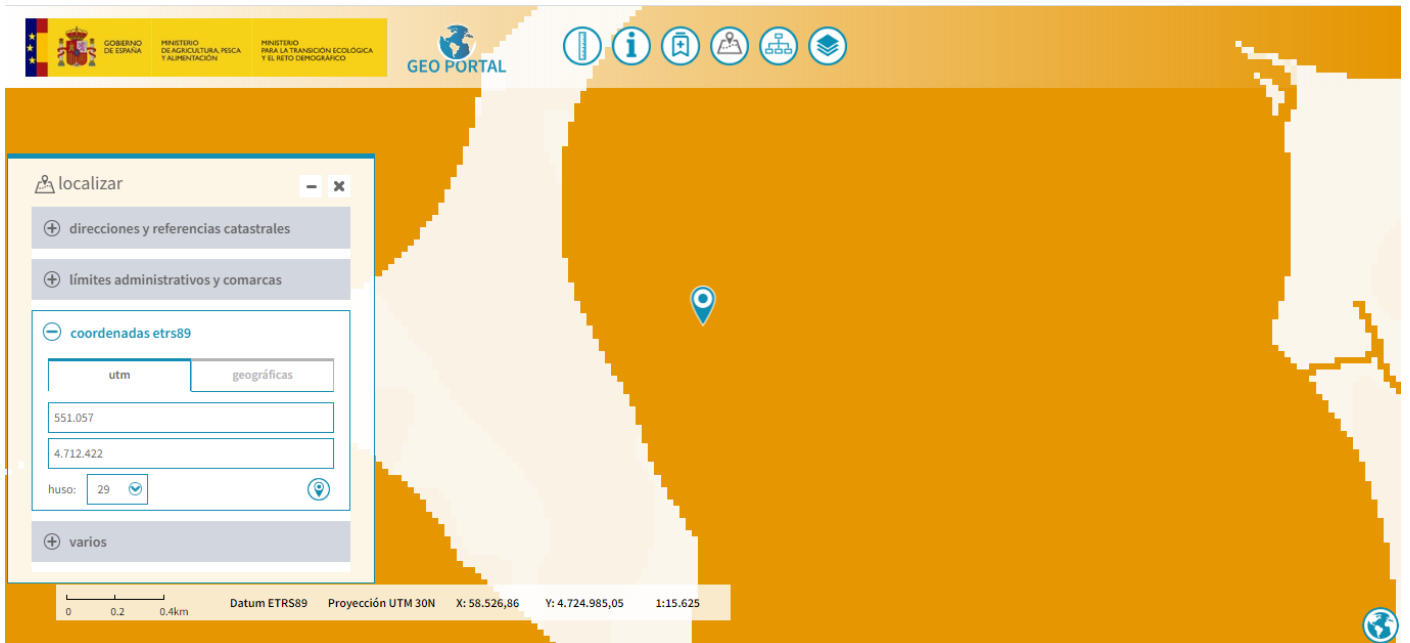 GOBIERNO
DE ESPAÑA
MINISTERIO
DE AGRICULTURA, PESCA
Y ALIMENTACIÓN
MINISTERIO
PARA LA TRANSICIÓN ECOLÓGICA
Y EL RETO DEMOGRÁFICO
GEO PORTAL
localizar
direcciones y referencias catastrales
límites administrativos y comarcas
coordenadas etrs89
utm geográficas
551.057
4.712.422
huso: 29
varios
0 0.2 0.4km
Datum ETRS89 Proyección UTM 30N X: 58.526,86 Y: 4.724.985,05 1:15.625